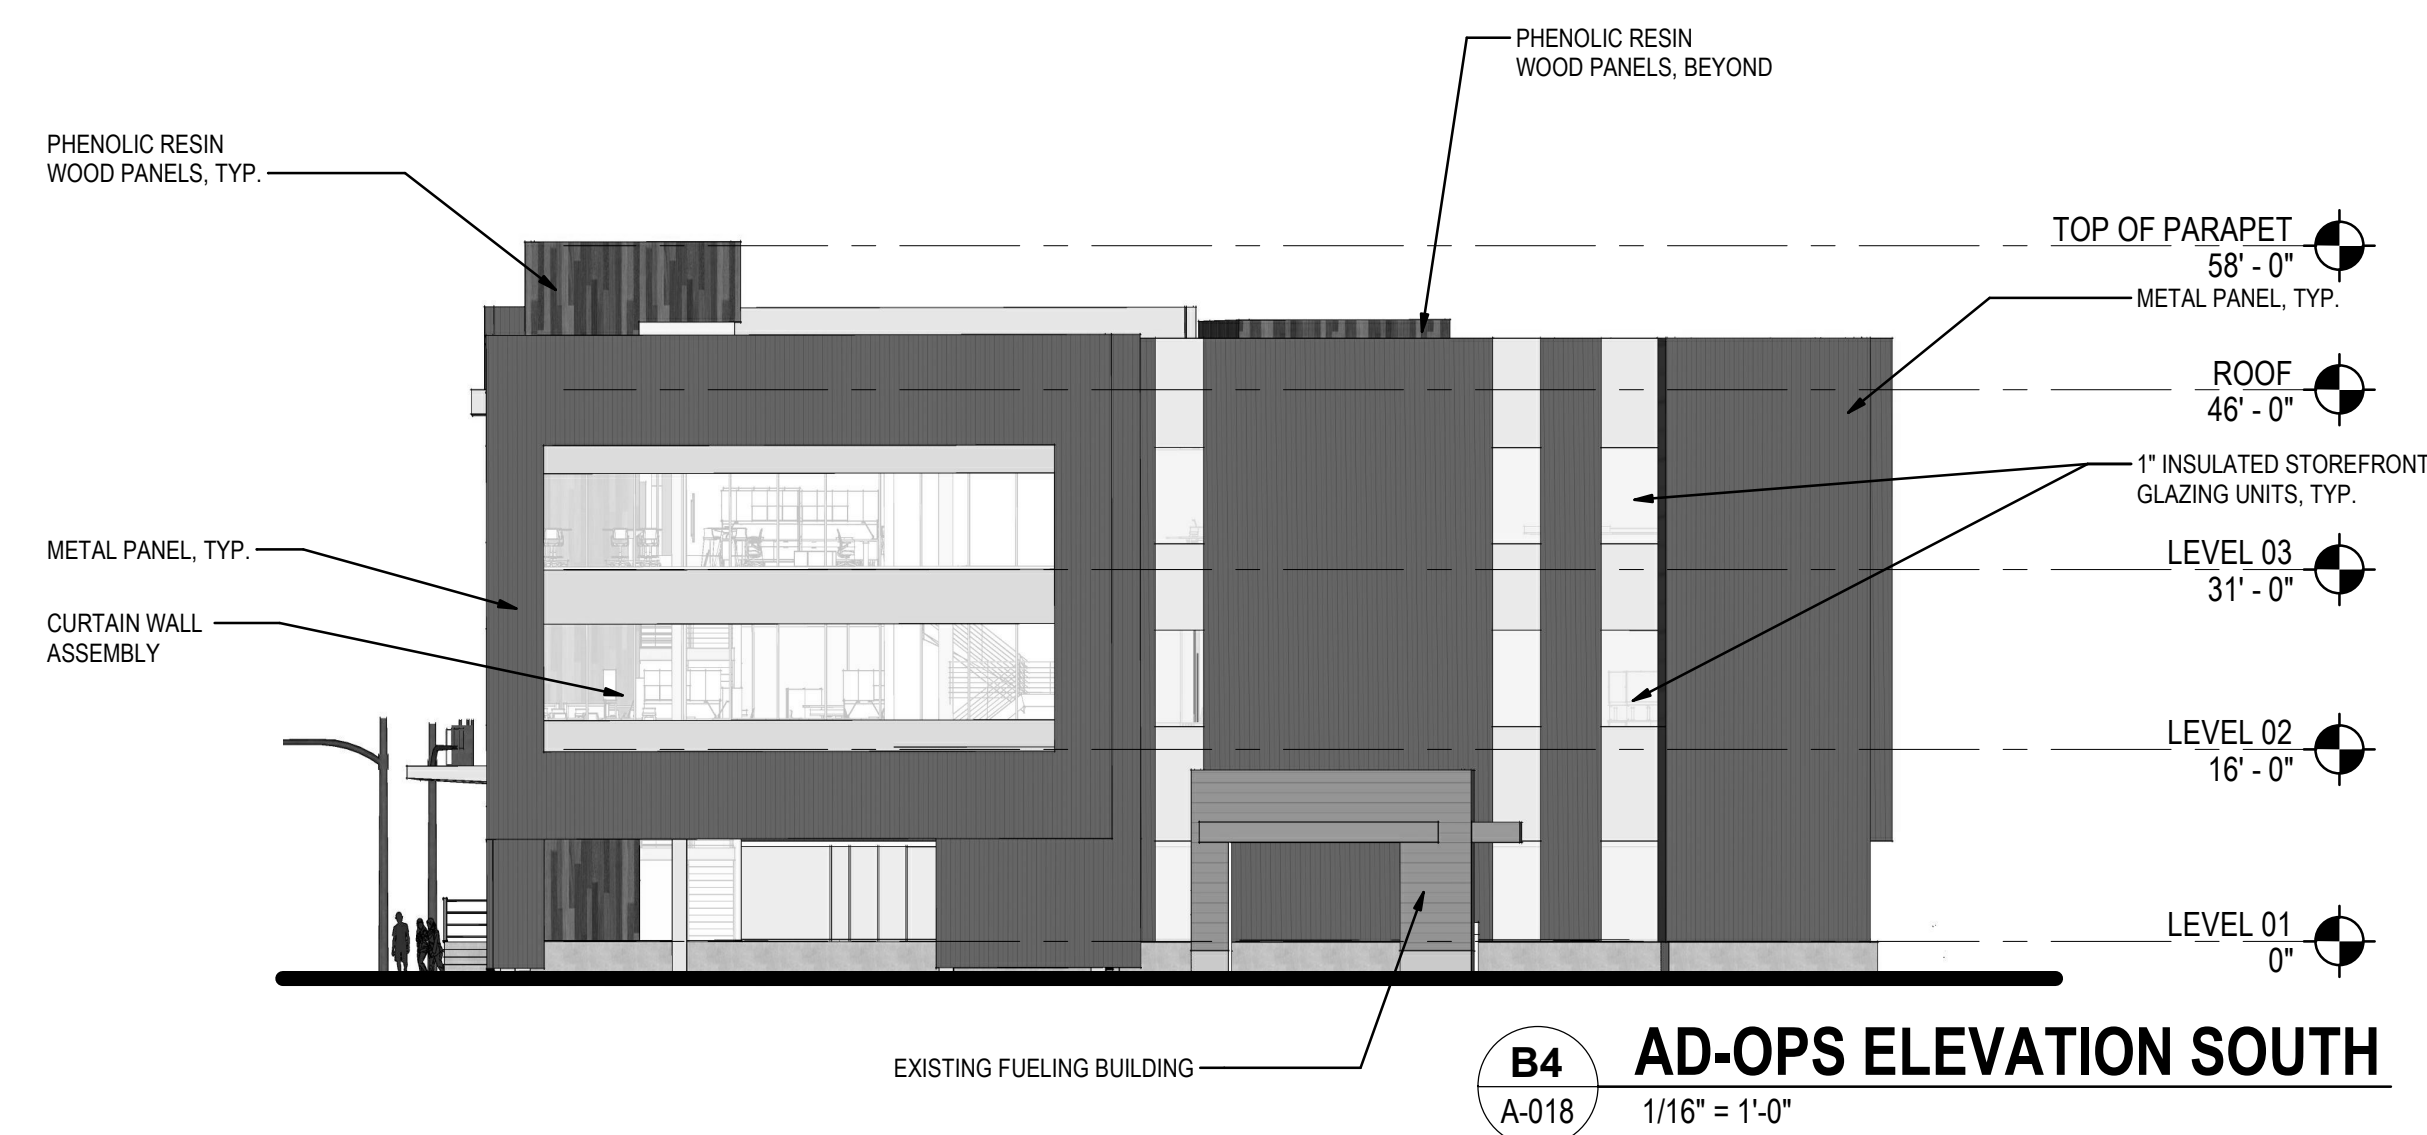 PHENOLIC RESIN
WOOD PANELS, BEYOND
PHENOLIC RESIN
WOOD PANELS, TYP.
TOP OF PARAPET
58' - 0"
METAL PANEL, TYP.
ROOF
46' - 0"
1" INSULATED STOREFRONT
GLAZING UNITS, TYP.
METAL PANEL, TYP.
LEVEL 03
31' - 0"
CURTAIN WALL
ASSEMBLY
LEVEL 02
16' - 0"
LEVEL 01
0"
EXISTING FUELING BUILDING
B4
A-018
AD-OPS ELEVATION SOUTH
1/16" = 1'-0"